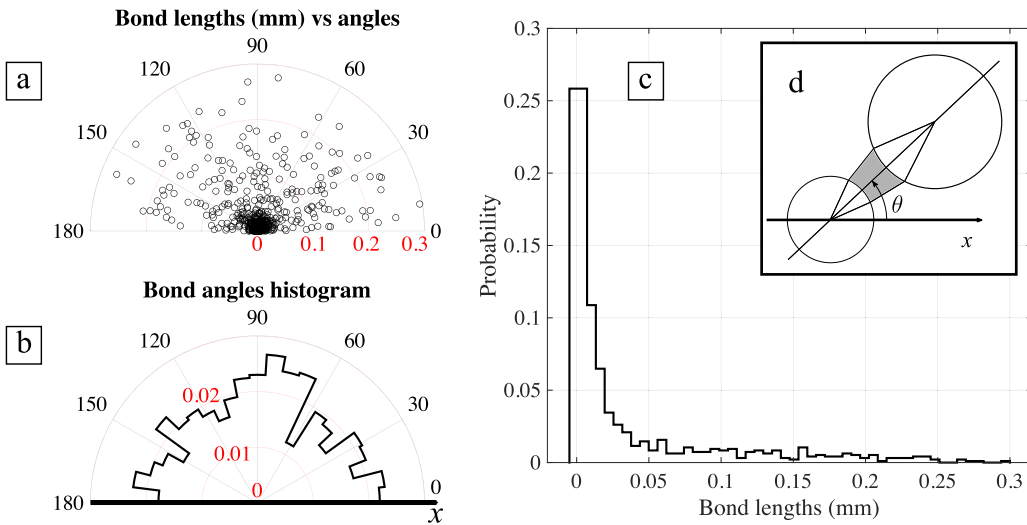 a
Bond lengths (mm) vs angles
90
120 60
150 30
180 0
0 0.1 0.2 0.3
b
Bond angles histogram
90
120 60
150 30
180 0
0.02
0.01
0
x
c
Probability
0.3
0.25
0.2
0.15
0.1
0.05
0
0 0.05 0.1 0.15 0.2 0.25 0.3
Bond lengths (mm)
d
θ
x